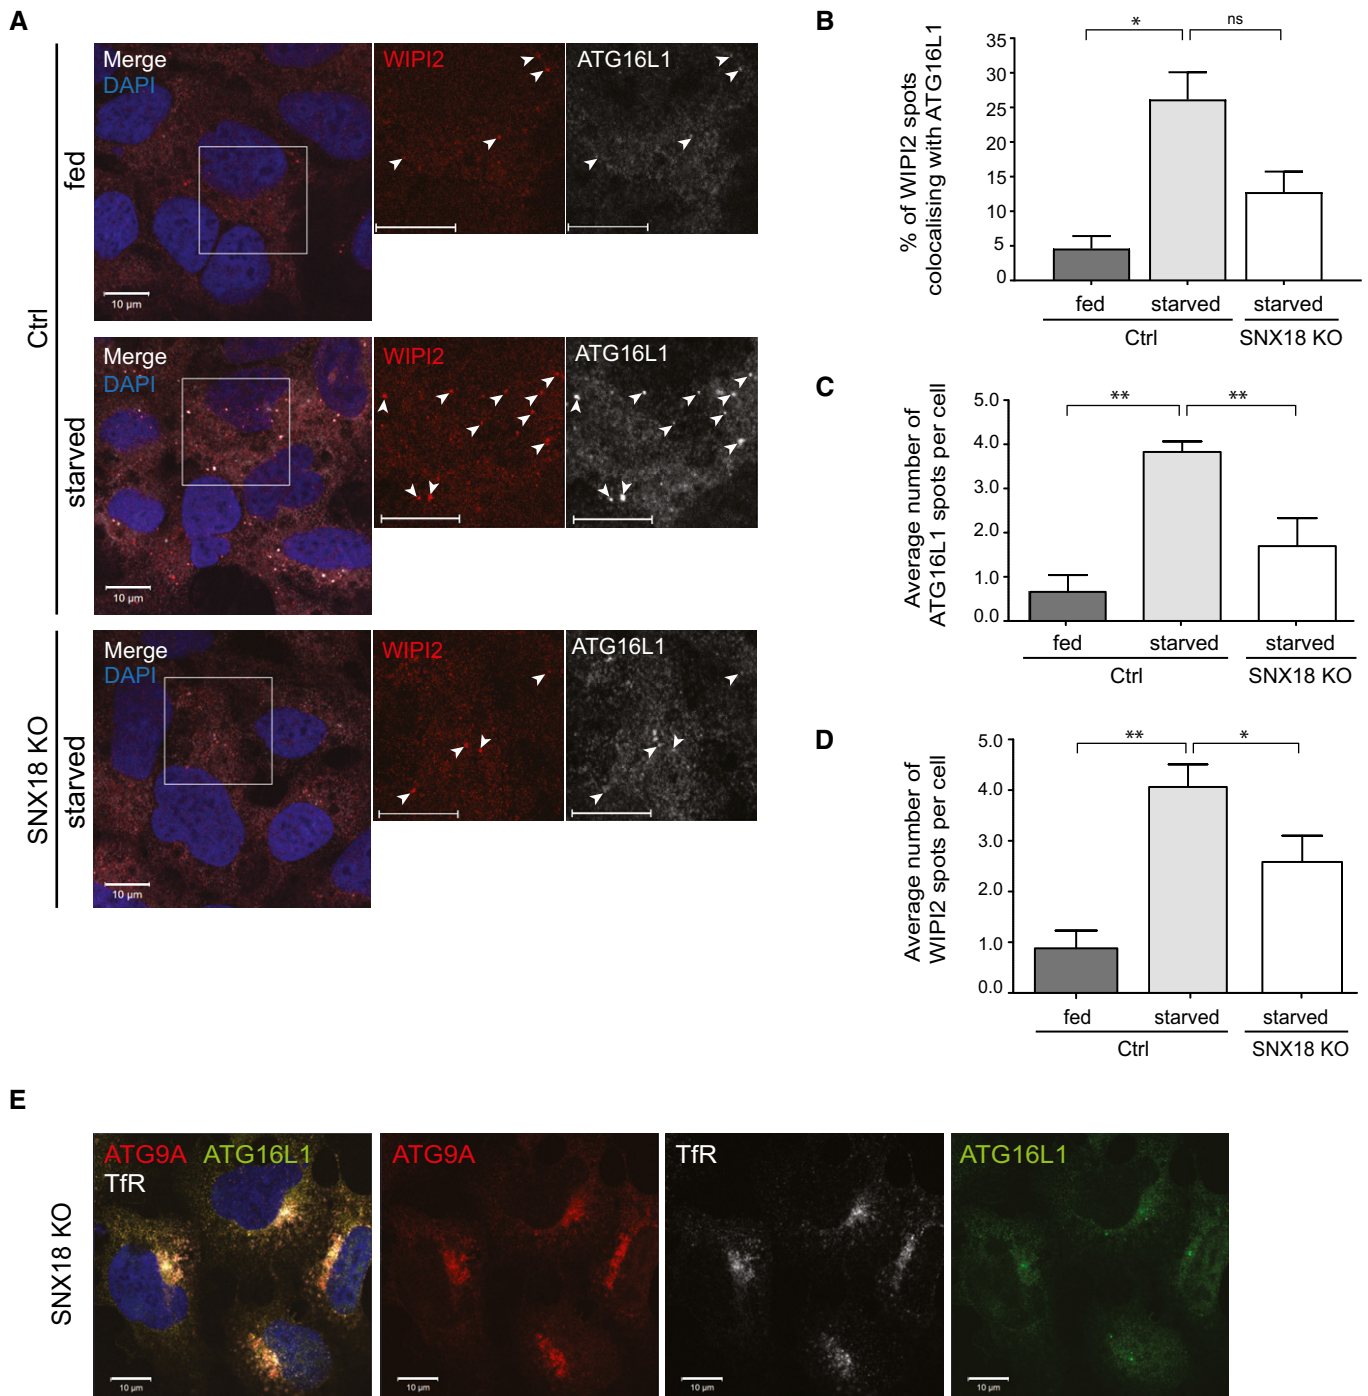 A
fed
Ctrl
starved
SNX18 KO
starved
Merge
DAPI
10 µm
WIPI2
ATG16L1
Merge
DAPI
10 µm
WIPI2
ATG16L1
Merge
DAPI
10 µm
WIPI2
ATG16L1
B
% of WIPI2 spots
colocalising with ATG16L1
* ns
35
30
25
20
15
10
5
0
fed starved starved
Ctrl SNX18 KO
C
Average number of
ATG16L1 spots per cell
** **
5.0
4.0
3.0
2.0
1.0
0.0
fed starved starved
Ctrl SNX18 KO
D
Average number of
WIPI2 spots per cell
** *
5.0
4.0
3.0
2.0
1.0
0.0
fed starved starved
Ctrl SNX18 KO
E
SNX18 KO
ATG9A ATG16L1
TfR
10 µm
ATG9A
10 µm
TfR
10 µm
ATG16L1
10 µm